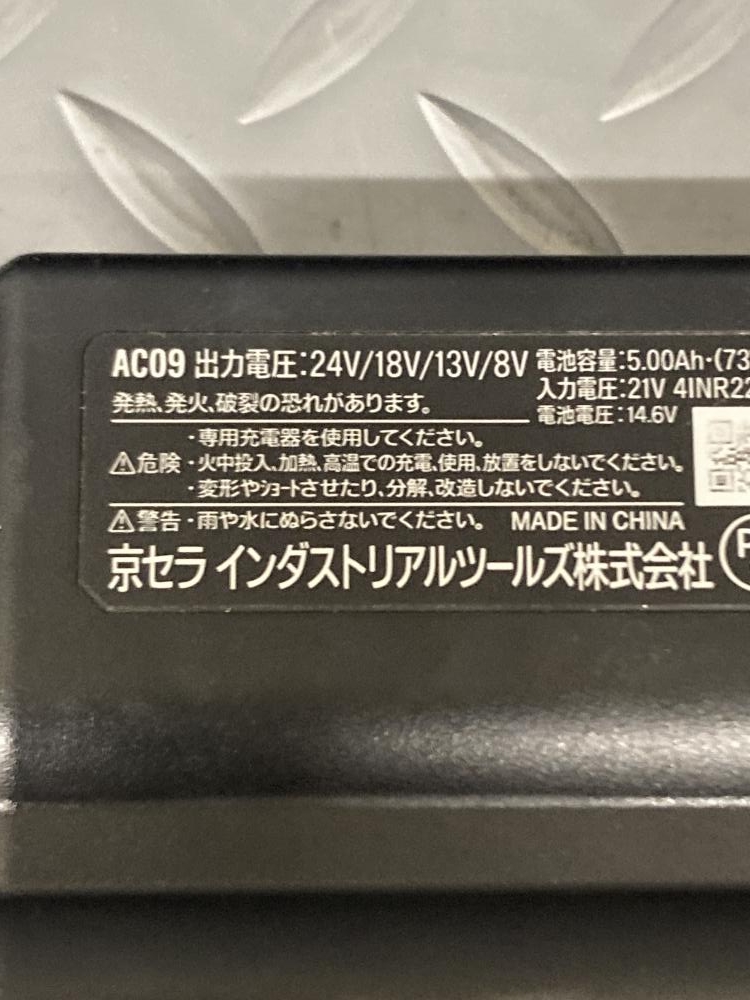 AC09 出力電圧:24V/18V/13V/8V 電池容量:5.00Ah・(73
入力電圧:21V 4INR22
発熱、発火、破裂の恐れがあります。
電池電圧:14.6V
・専用充電器を使用してください。
⚠危険・火中投入、加熱、高温での充電、使用、放置をしないでください。
・変形やショートさせたり、分解、改造しないでください。
⚠警告・雨や水にぬらさないでください。 MADE IN CHINA
京セラ インダストリアルツールズ株式会社